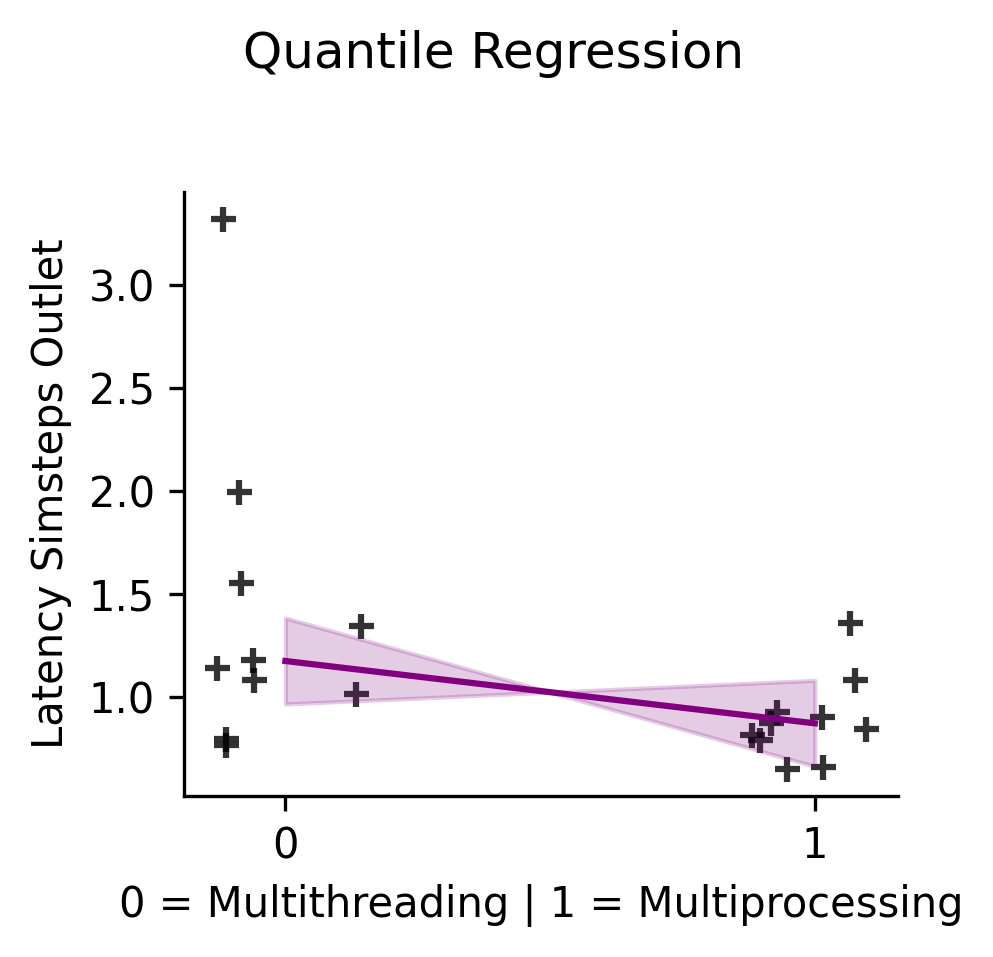 Quantile Regression
Latency Simsteps Outlet
3.0
2.5
2.0
1.5
1.0
0 1
0 = Multithreading | 1 = Multiprocessing